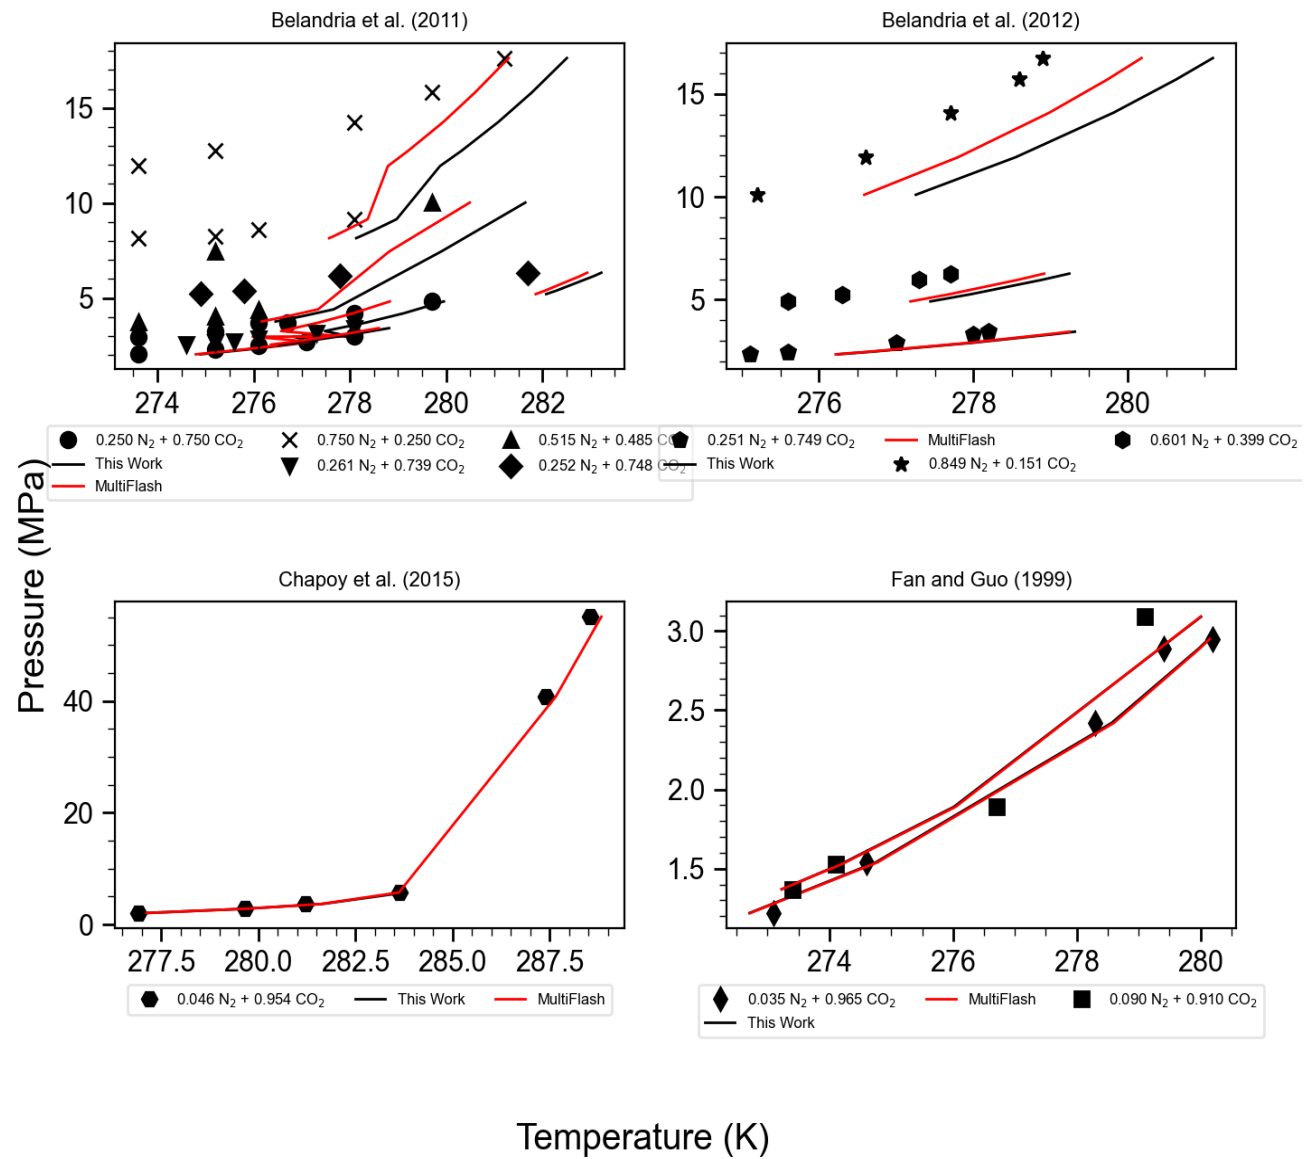 Belandria et al. (2011)
Belandria et al. (2012)
15
10
5
274 276 278 280 282
15
10
5
276 278 280
0.250 N₂ + 0.750 CO₂
This Work
MultiFlash
0.750 N₂ + 0.250 CO₂
0.261 N₂ + 0.739 CO₂
0.515 N₂ + 0.485 CO₂
0.252 N₂ + 0.748 CO₂
0.251 N₂ + 0.749 CO₂
This Work
MultiFlash
0.849 N₂ + 0.151 CO₂
0.601 N₂ + 0.399 CO₂
Pressure (MPa)
Chapoy et al. (2015)
Fan and Guo (1999)
40
20
0
277.5 280.0 282.5 285.0 287.5
3.0
2.5
2.0
1.5
274 276 278 280
0.046 N₂ + 0.954 CO₂
This Work
MultiFlash
0.035 N₂ + 0.965 CO₂
This Work
MultiFlash
0.090 N₂ + 0.910 CO₂
Temperature (K)